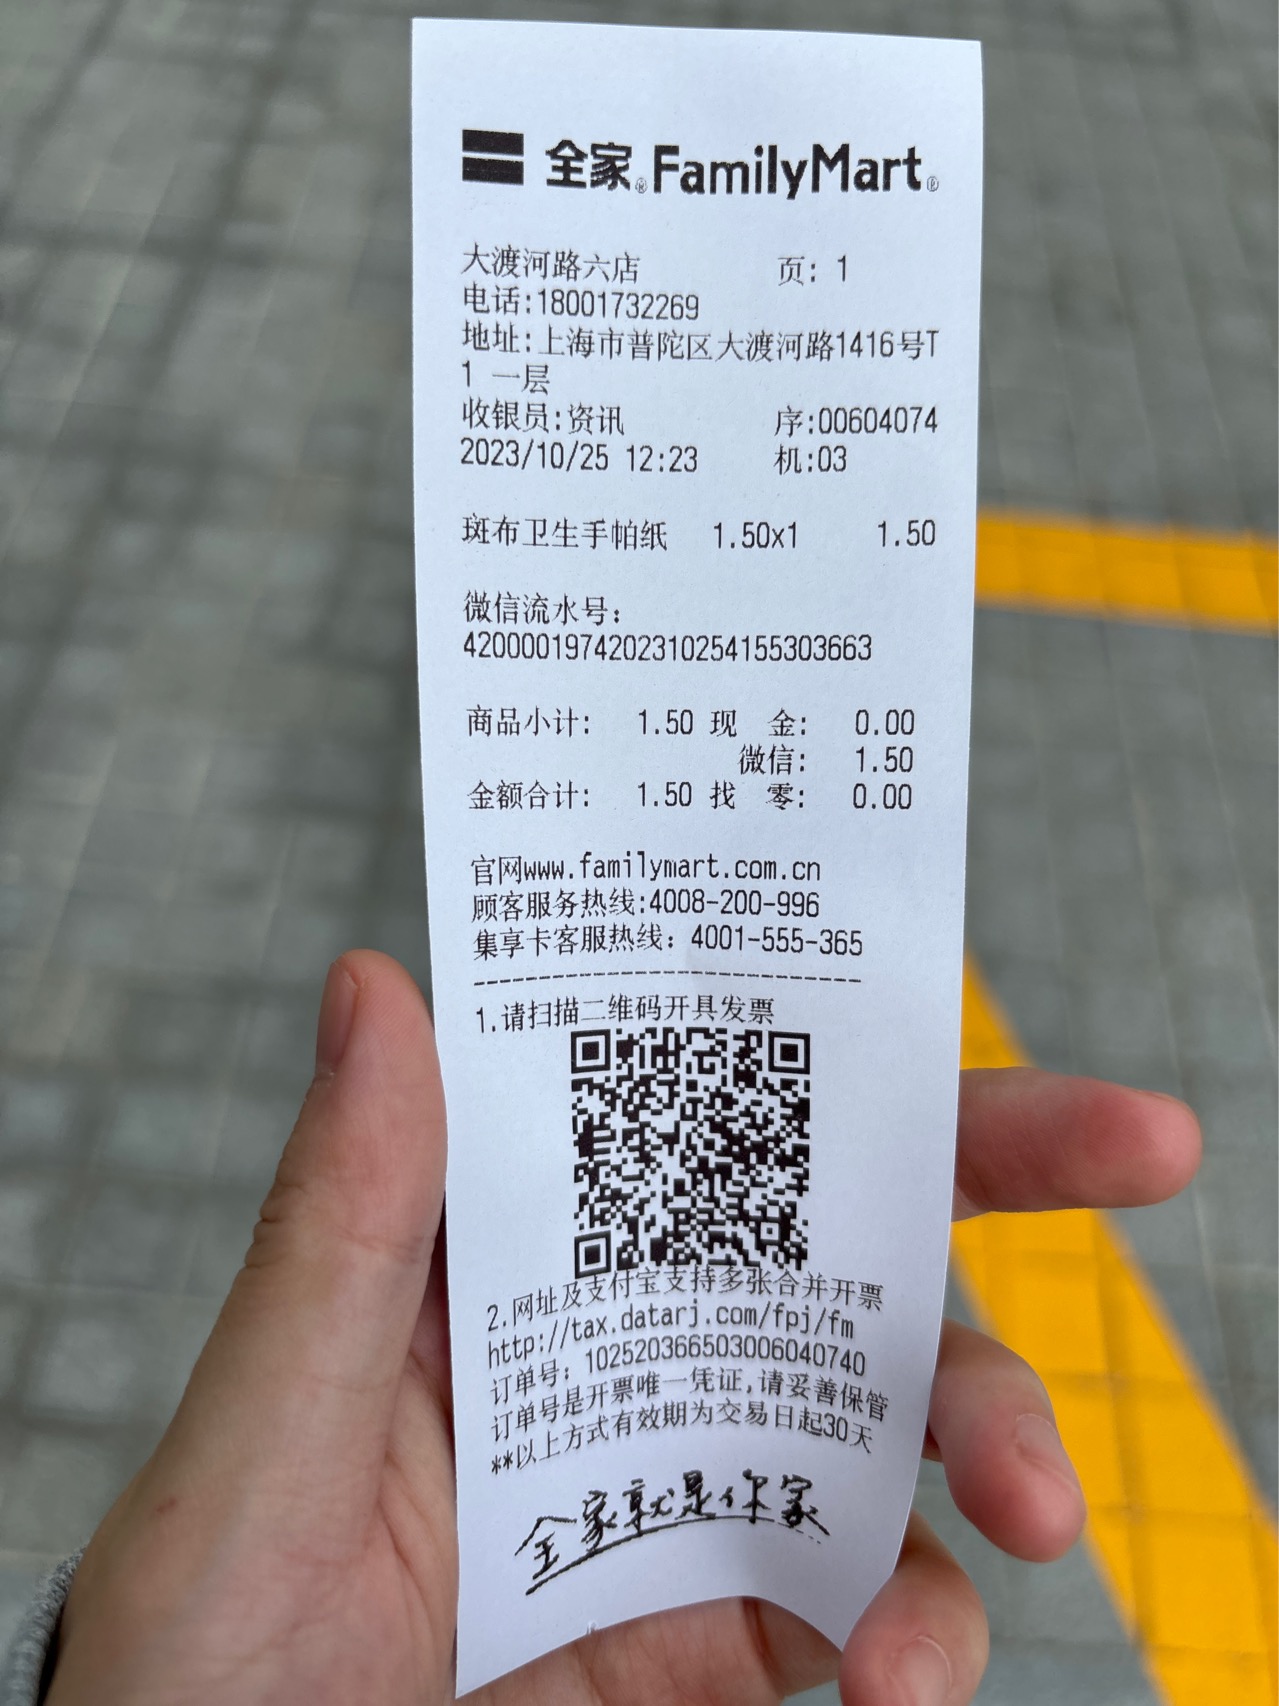 全家® FamilyMart®
大渡河路六店 页: 1
电话:18001732269
地址:上海市普陀区大渡河路1416号T
1 一层
收银员:资讯 序:00604074
2023/10/25 12:23 机:03
斑布卫生手帕纸 1.50x1 1.50
微信流水号:
4200001974202310254155303663
商品小计: 1.50 现 金: 0.00
微信: 1.50
金额合计: 1.50 找 零: 0.00
官网www.familymart.com.cn
顾客服务热线:4008-200-996
集享卡客服热线: 4001-555-365
1.请扫描二维码开具发票
2.网址及支付宝支持多张合并开票
http://tax.datarj.com/fpj/fm
订单号: 1025203665030060407​40
订单号是开票唯一凭证,请妥善保管
**以上方式有效期为交易日起30天
全家就是你家